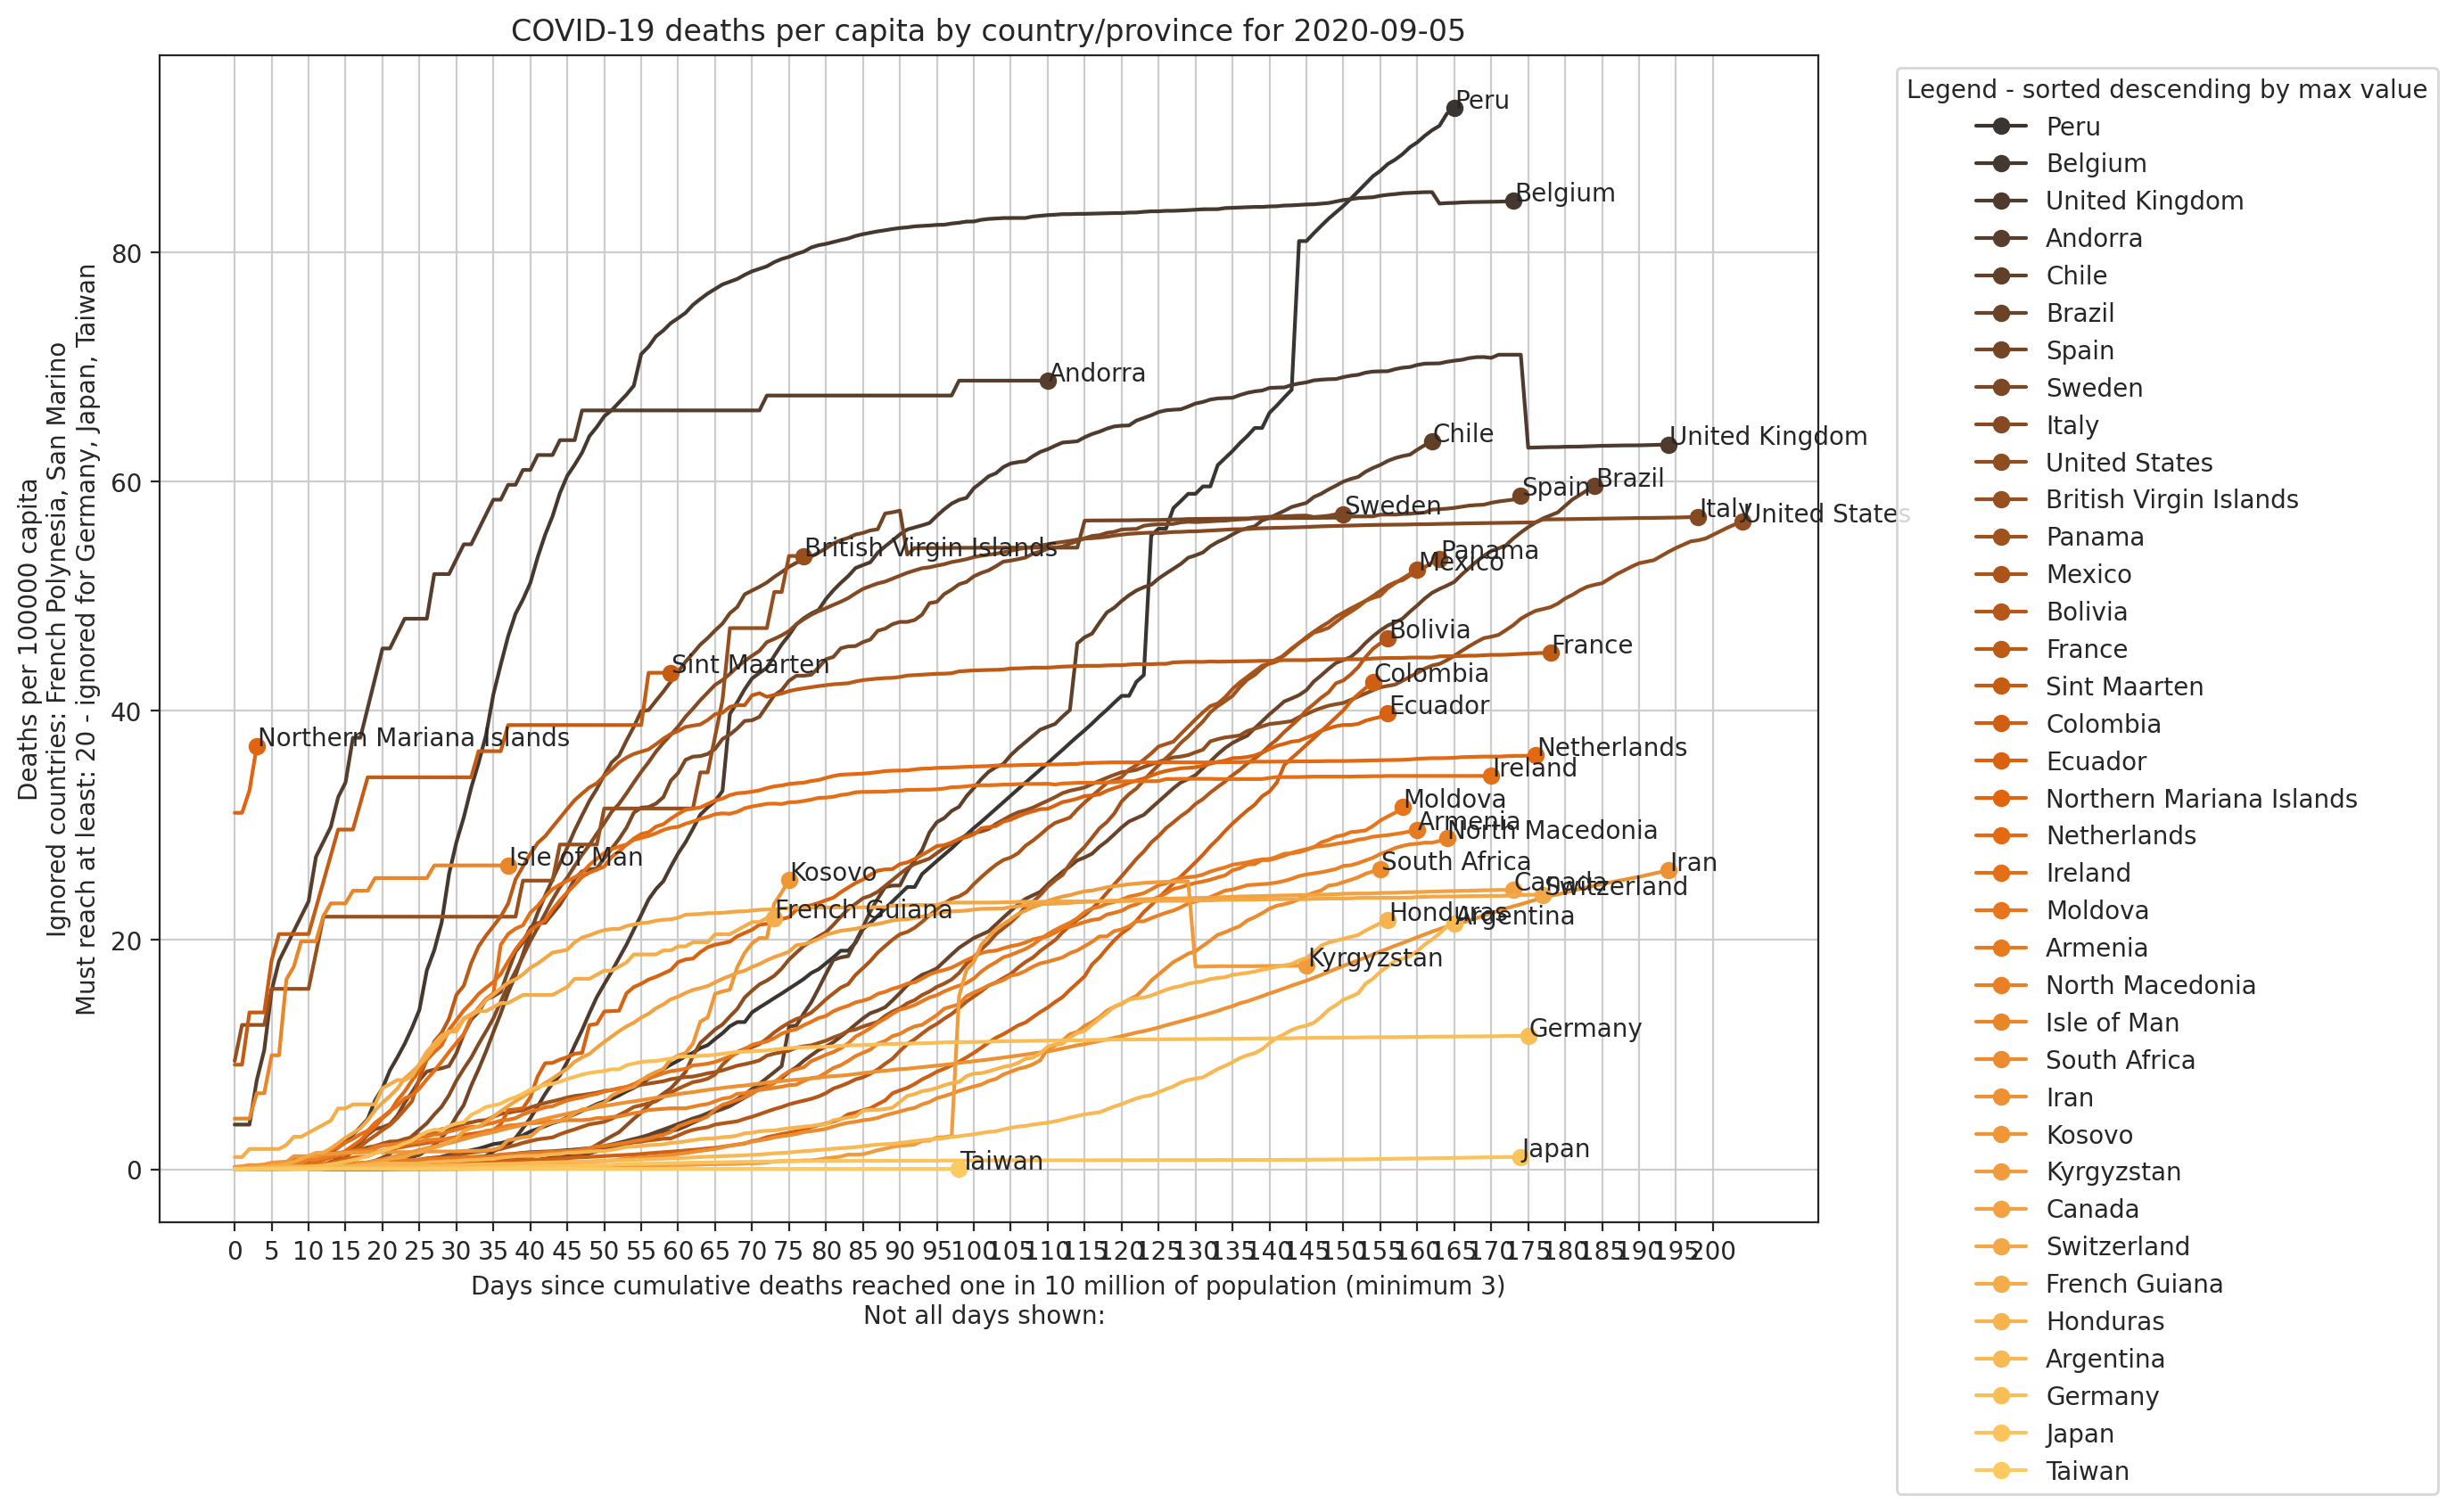 COVID-19 deaths per capita by country/province for 2020-09-05
Deaths per 100000 capita
Ignored countries: French Polynesia, San Marino
Must reach at least: 20 - ignored for Germany, Japan, Taiwan
80
60
40
20
0
Peru
Belgium
Andorra
Chile
United Kingdom
Spain
Brazil
Sweden
Italy
United States
British Virgin Islands
Panama
Mexico
Bolivia
France
Sint Maarten
Colombia
Ecuador
Northern Mariana Islands
Netherlands
Ireland
Moldova
Armenia
North Macedonia
Isle of Man
South Africa
Iran
Kosovo
Canada
Switzerland
French Guiana
Honduras
Argentina
Kyrgyzstan
Germany
Japan
Taiwan
0 5 10 15 20 25 30 35 40 45 50 55 60 65 70 75 80 85 90 95 100 105 110 115 120 125 130 135 140 145 150 155 160 165 170 175 180 185 190 195 200
Days since cumulative deaths reached one in 10 million of population (minimum 3)
Not all days shown:
Legend - sorted descending by max value
Peru
Belgium
United Kingdom
Andorra
Chile
Brazil
Spain
Sweden
Italy
United States
British Virgin Islands
Panama
Mexico
Bolivia
France
Sint Maarten
Colombia
Ecuador
Northern Mariana Islands
Netherlands
Ireland
Moldova
Armenia
North Macedonia
Isle of Man
South Africa
Iran
Kosovo
Kyrgyzstan
Canada
Switzerland
French Guiana
Honduras
Argentina
Germany
Japan
Taiwan